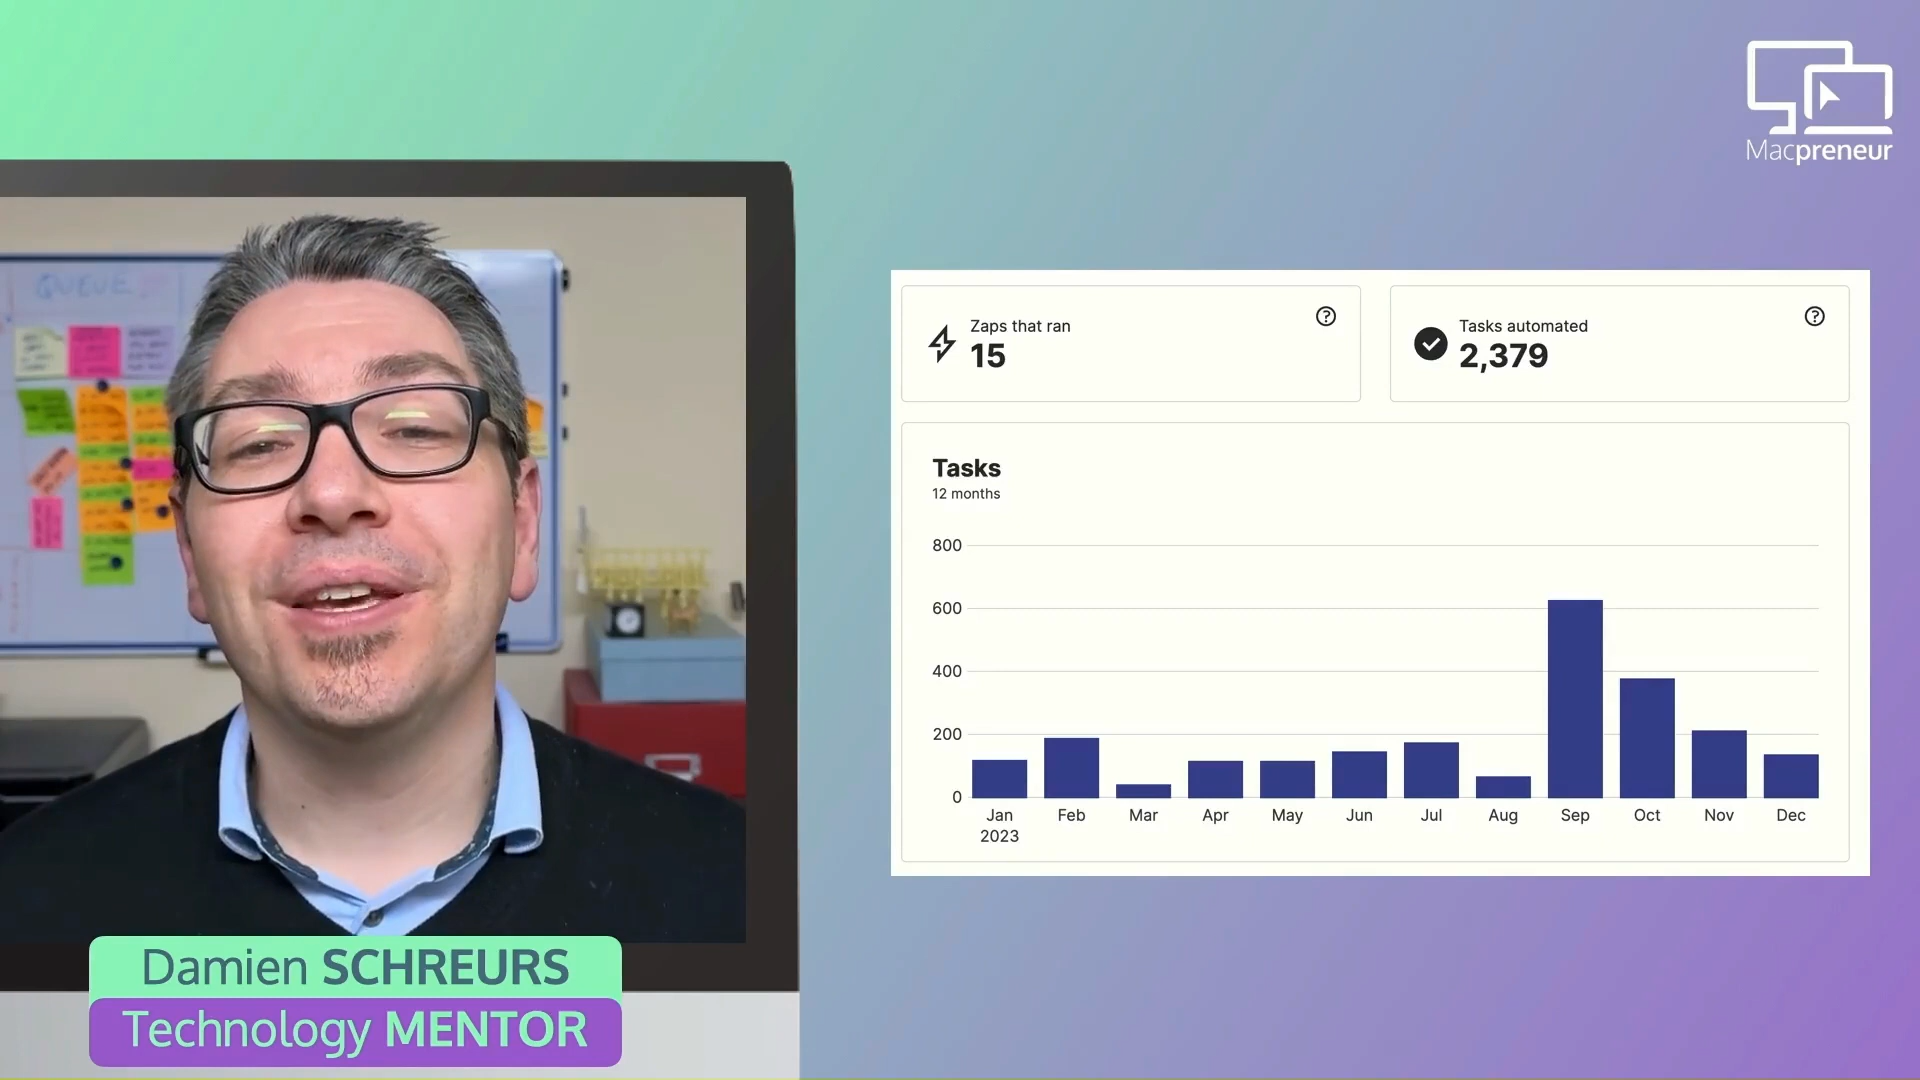 Macpreneur
QUEUE
Zaps that ran
15
Tasks automated
2,379
Tasks
12 months
800
600
400
200
0
Jan Feb Mar Apr May Jun Jul Aug Sep Oct Nov Dec
2023
Damien SCHREURS
Technology MENTOR